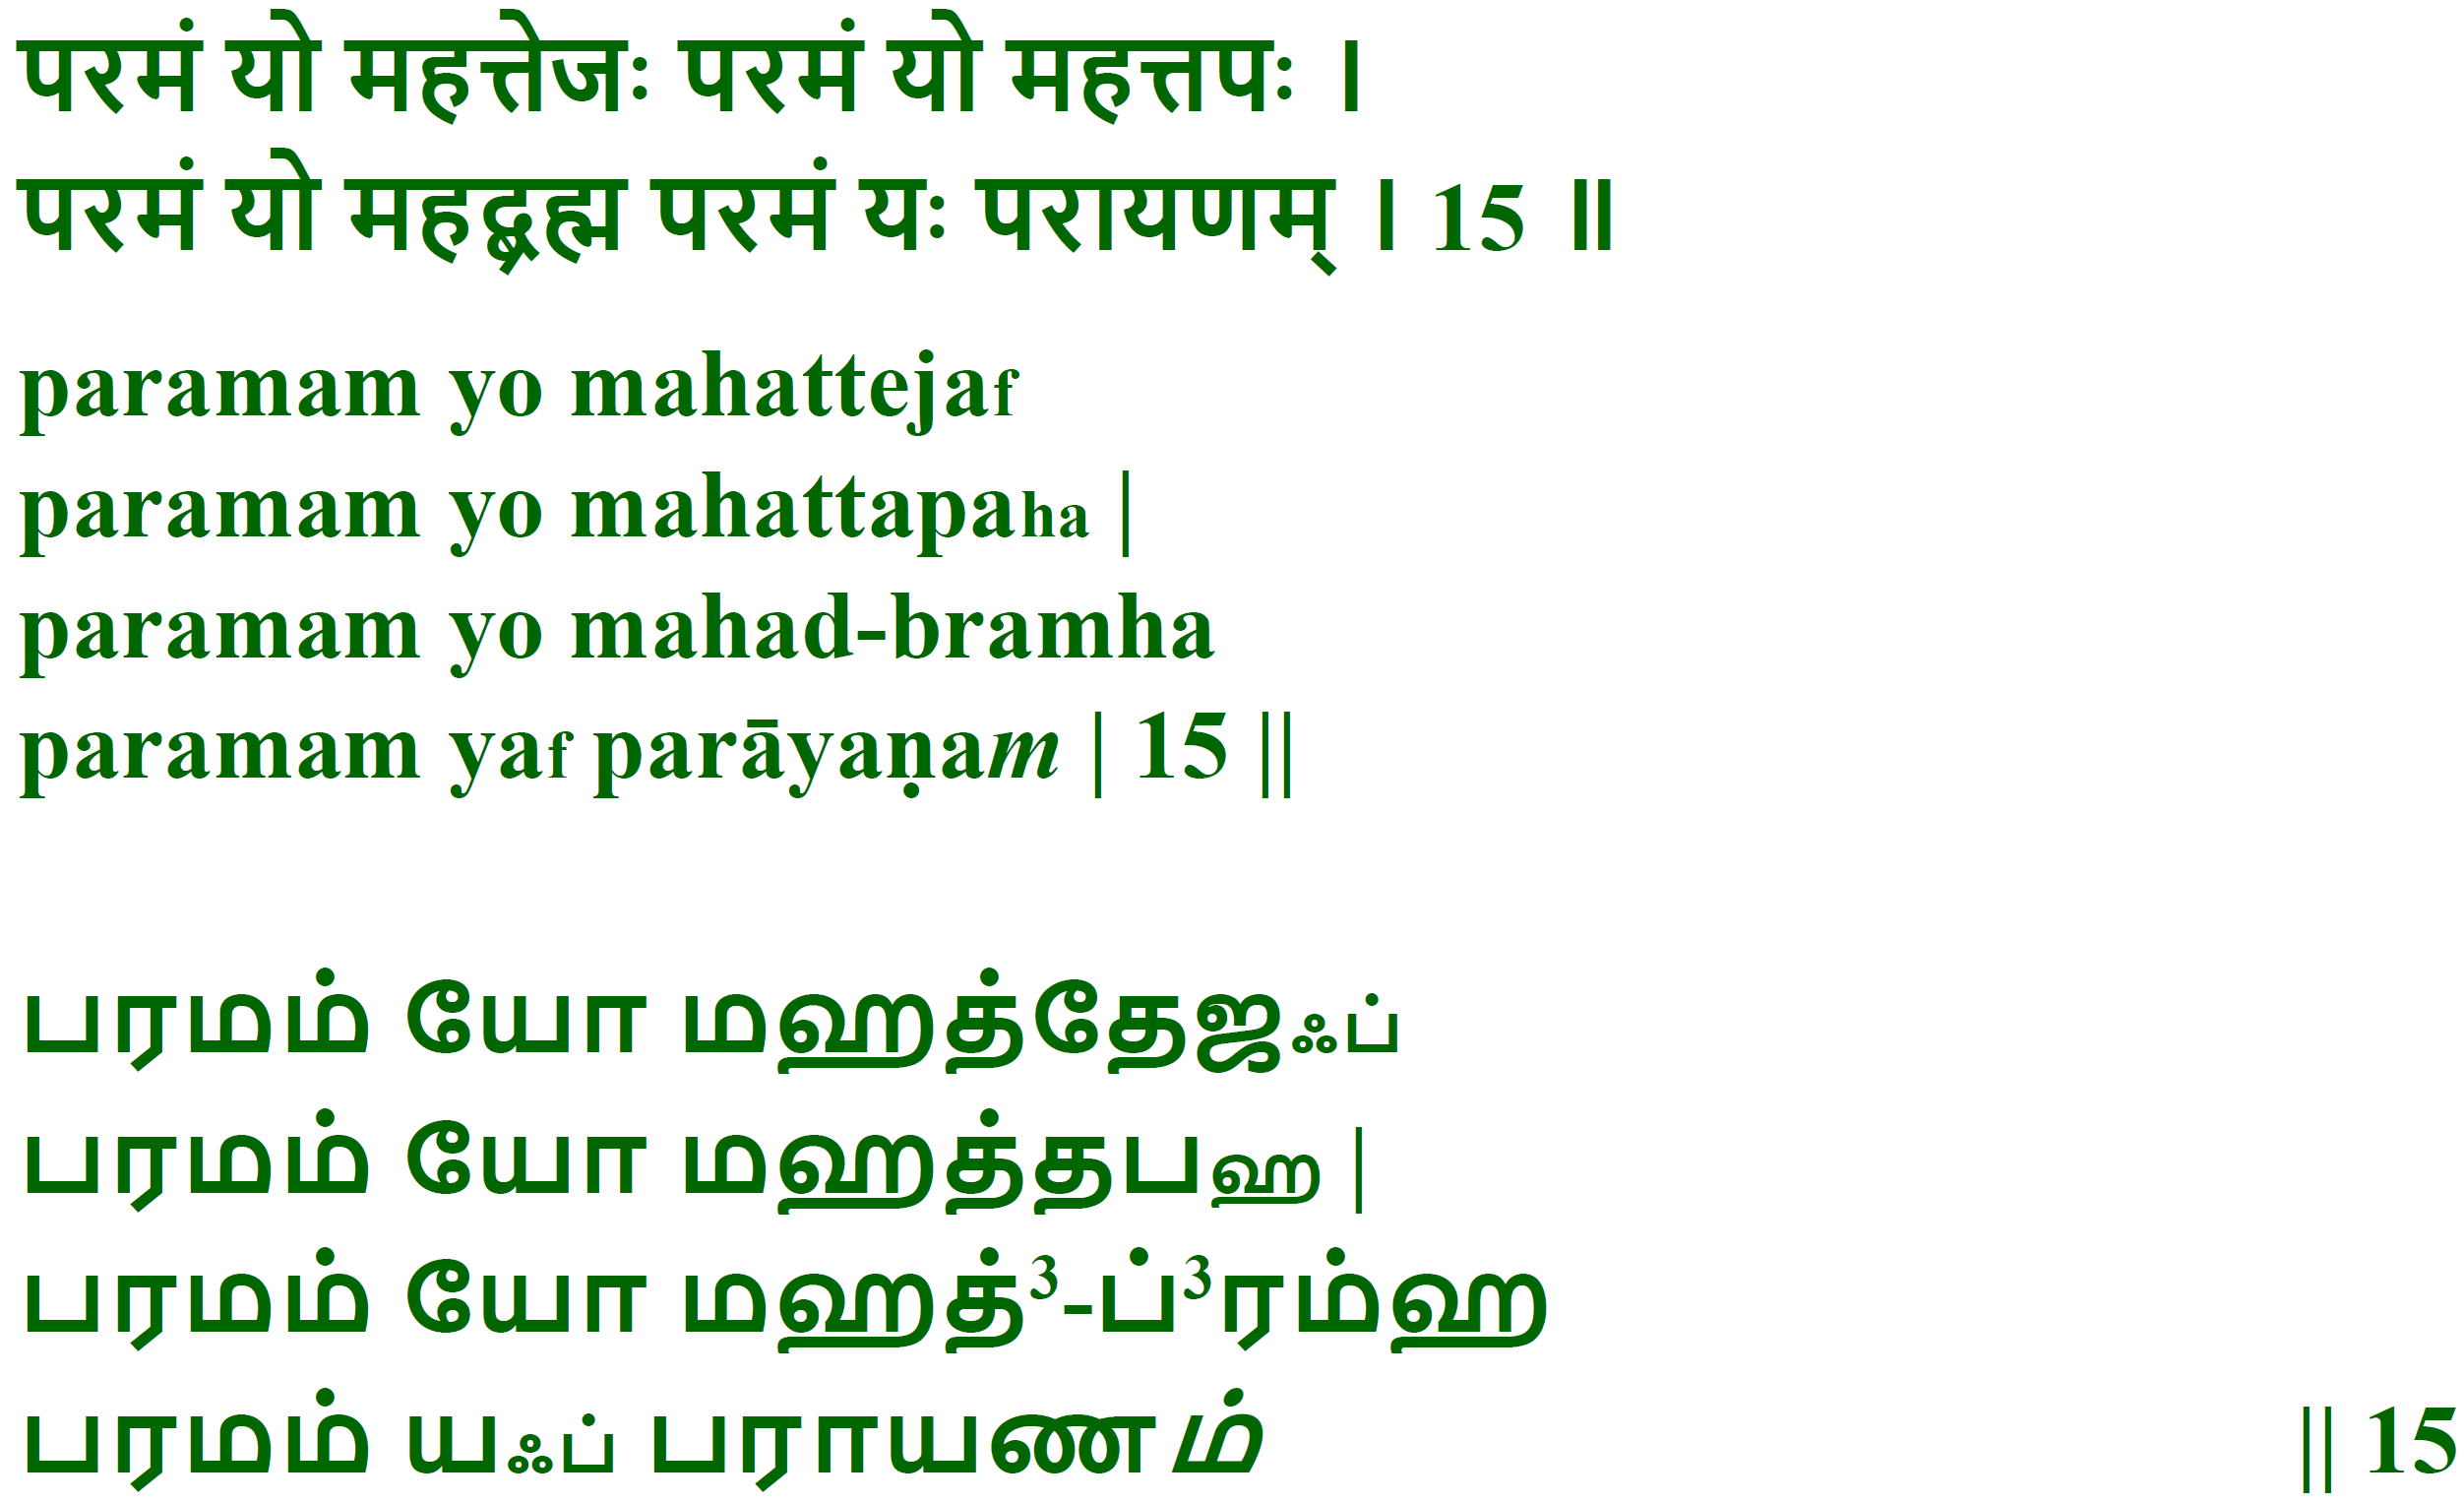 परमं यो महत्तेजः परमं यो महत्तपः ।
परमं यो महद्ब्रह्म परमं यः परायणम् । 15 ॥
paramam yo mahattejaf
paramam yo mahattapaha |
paramam yo mahad-bramha
paramam yaf parāyaṇam | 15 ||
பரமம் யோ மஹத்தேஜஃப்
பரமம் யோ மஹத்தபஹ |
பரமம் யோ மஹத்³-ப்³ரம்ஹ
பரமம் யஃப் பராயணம் || 15